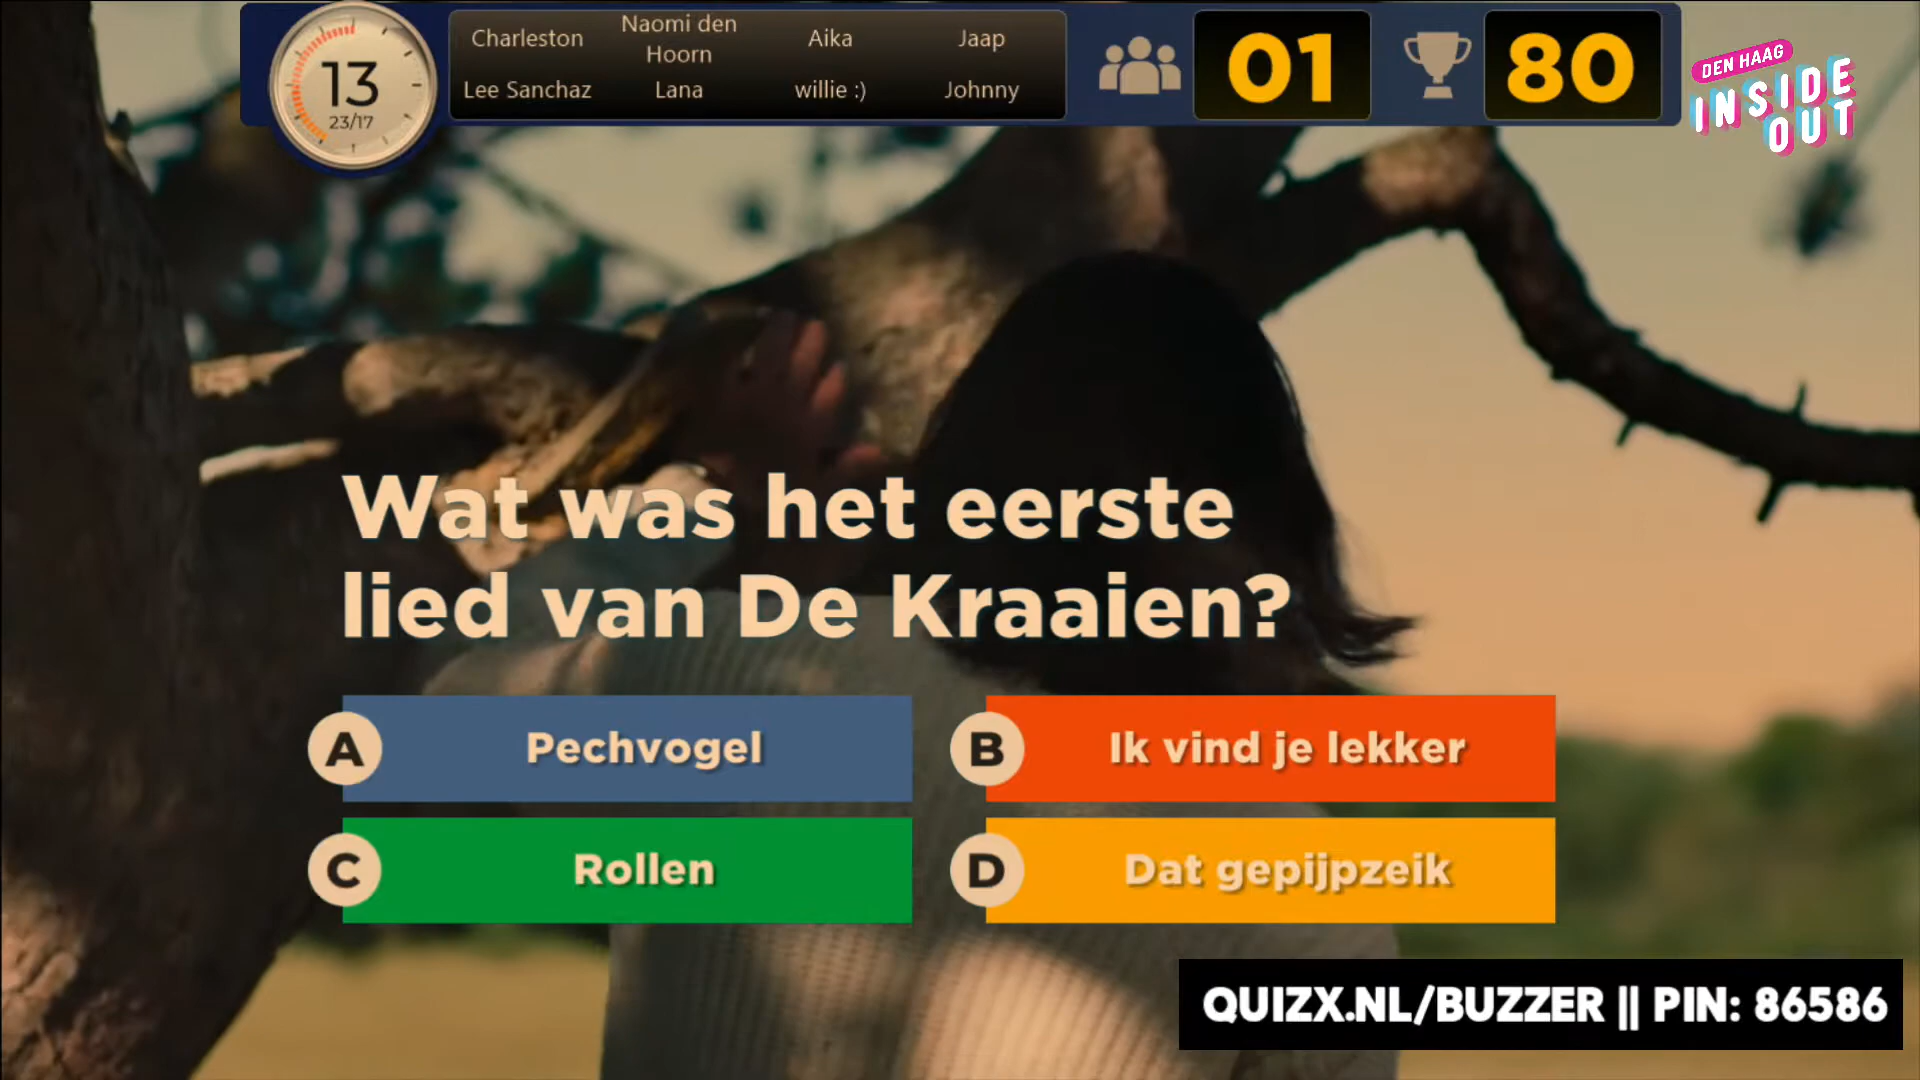 13
23/17
Charleston
Naomi den
Hoorn
Aika
Jaap
Lee Sanchaz
Lana
willie :)
Johnny
01
80
DEN HAAG
INSIDE
OUT
Wat was het eerste
lied van De Kraaien?
A Pechvogel
B Ik vind je lekker
C Rollen
D Dat gepijpzeik
QUIZX.NL/BUZZER || PIN: 86586